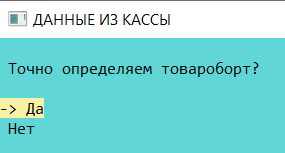 ДАННЫЕ ИЗ КАССЫ
Точно определяем товароборт?
-> Да
Нет